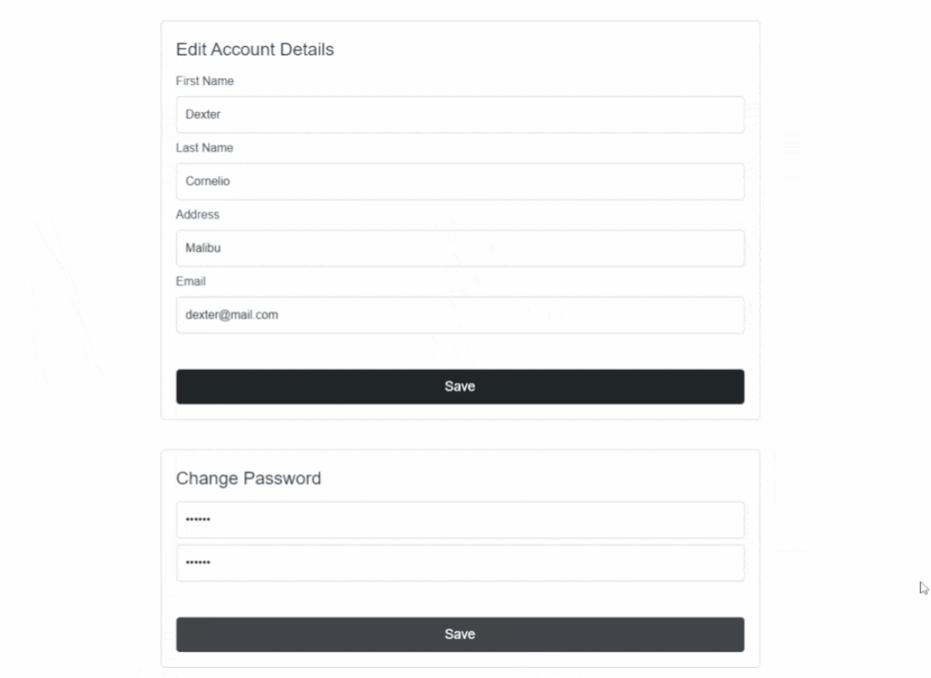 Edit Account Details
First Name
Dexter
Last Name
Cornelio
Address
Malibu
Email
dexter@mail.com
Save
Change Password
••••••
••••••
Save